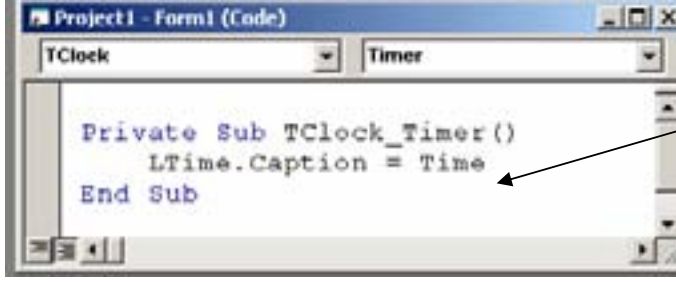 Project1 - Form1 (Code)
TClock Timer
Private Sub TClock_Timer()
LTime.Caption = Time
End Sub